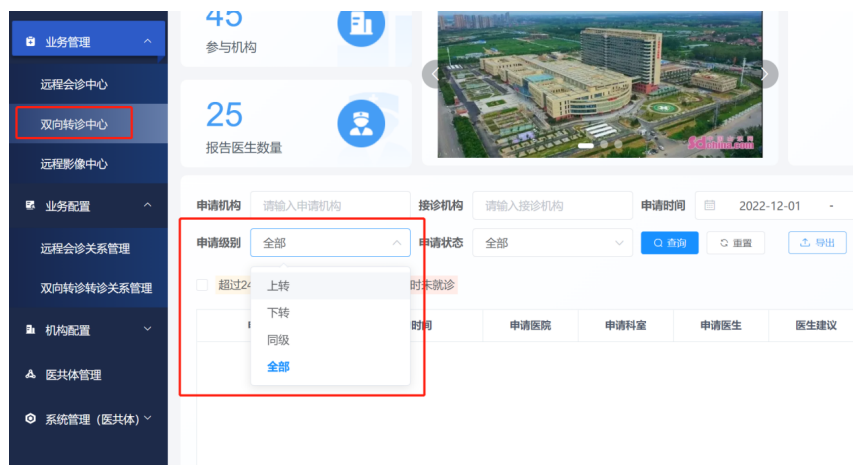 业务管理
远程会诊中心
双向转诊中心
远程影像中心
业务配置
远程会诊关系管理
双向转诊转诊关系管理
机构配置
医共体管理
系统管理（医共体）
45
参与机构
25
报告医生数量
申请机构 请输入申请机构 接诊机构 请输入接诊机构 申请时间 2022-12-01 -
申请级别 全部 申请状态 全部 查询 重置 导出
超过24 时未就诊
上转
下转
同级
全部
时间 申请医院 申请科室 申请医生 医生建议